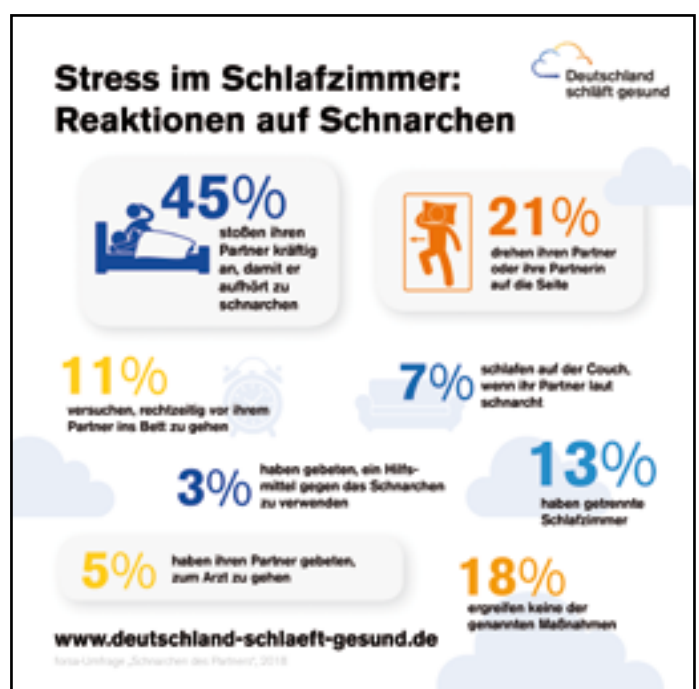 Stress im Schlafzimmer:
Reaktionen auf Schnarchen
Deutschland
schläft gesund
45%
stoßen ihren
Partner kräftig
an, damit er
aufhört zu
schnarchen
21%
drehen ihren Partner
oder ihre Partnerin
auf die Seite
11%
versuchen, rechtzeitig vor ihrem
Partner ins Bett zu gehen
7%
schlafen auf der Couch,
wenn ihr Partner laut
schnarcht
3%
haben gebeten, ein Hilfs-
mittel gegen das Schnarchen
zu verwenden
13%
haben getrennte
Schlafzimmer
5%
haben ihren Partner gebeten,
zum Arzt zu gehen
18%
ergreifen keine der
genannten Maßnahmen
www.deutschland-schlaeft-gesund.de
forsa-Umfrage „Schnarchen des Partners", 2018